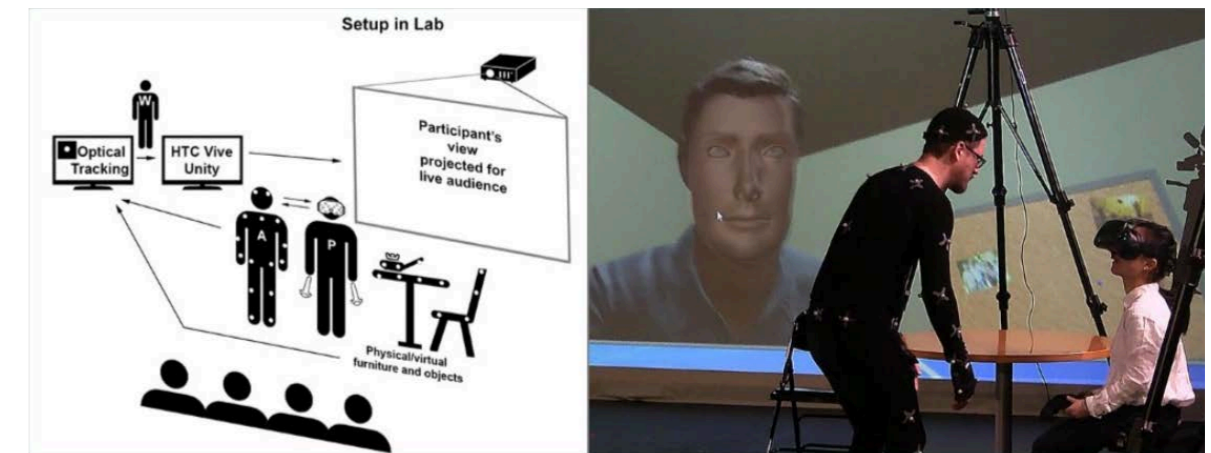 Setup in Lab
W
Optical
Tracking
HTC Vive
Unity
Participant's
view
projected for
live audience
A
P
Physical/virtual
furniture and objects